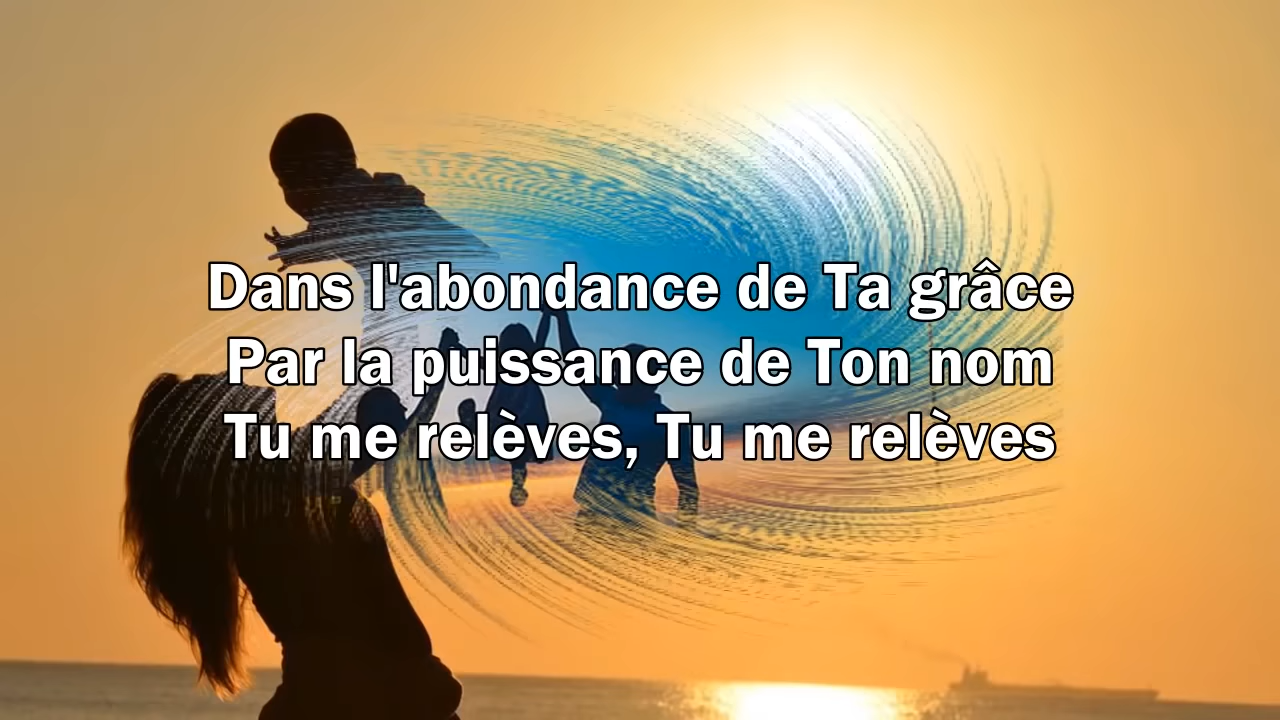 Dans l'abondance de Ta grâce
Par la puissance de Ton nom
Tu me relèves, Tu me relèves